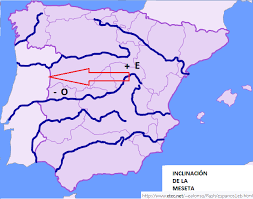 + E
- O
INCLINACIÓN
DE LA
MESETA